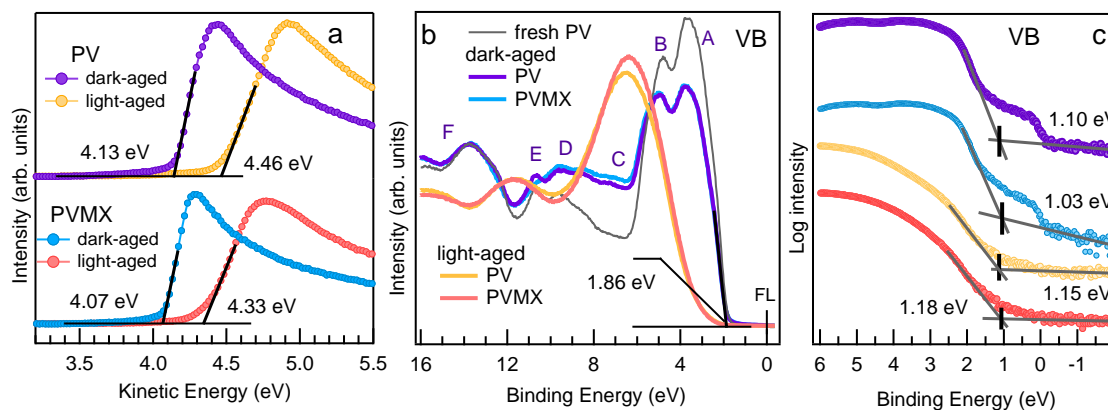 a
PV
dark-aged
light-aged
4.13 eV
4.46 eV
PVMX
dark-aged
light-aged
4.07 eV
4.33 eV
Intensity (arb. units)
3.5
4.0
4.5
5.0
5.5
Kinetic Energy (eV)
b
fresh PV
dark-aged
PV
PVMX
VB
A
B
C
D
E
F
light-aged
PV
PVMX
1.86 eV
FL
Intensity (arb. units)
16
12
8
4
0
Binding Energy (eV)
VB
c
1.10 eV
1.03 eV
1.15 eV
1.18 eV
Log intensity
6
5
4
3
2
1
0
-1
Binding Energy (eV)